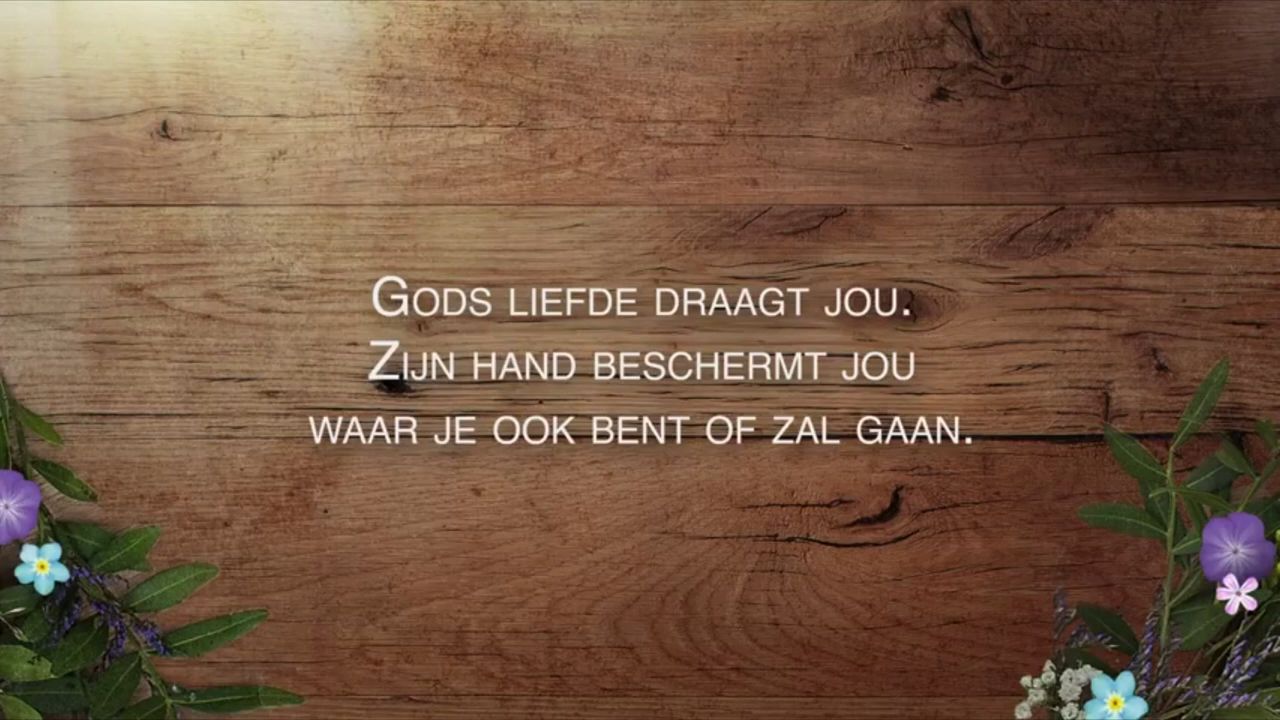 Gods liefde draagt jou.
Zijn hand beschermt jou
waar je ook bent of zal gaan.